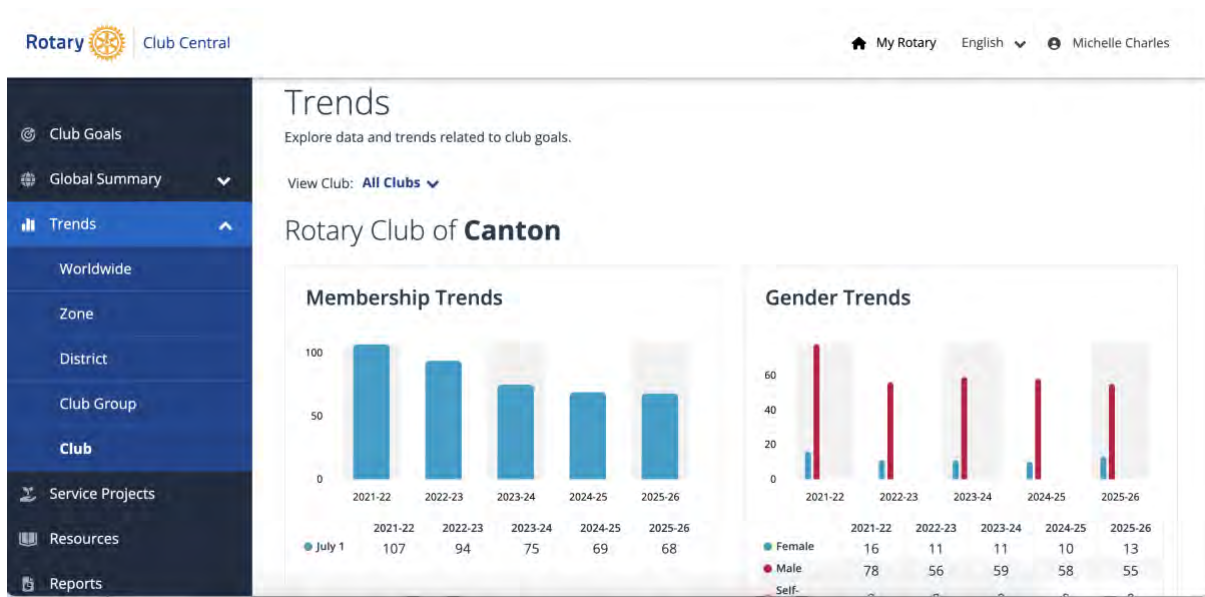 Rotary Club Central
My Rotary English Michelle Charles
Club Goals
Global Summary
Trends
Worldwide
Zone
District
Club Group
Club
Service Projects
Resources
Reports
Trends
Explore data and trends related to club goals.
View Club: All Clubs
Rotary Club of Canton
Membership Trends
100
50
0
2021-22 2022-23 2023-24 2024-25 2025-26
2021-22 2022-23 2023-24 2024-25 2025-26
July 1 107 94 75 69 68
Gender Trends
60
40
20
0
2021-22 2022-23 2023-24 2024-25 2025-26
2021-22 2022-23 2023-24 2024-25 2025-26
Female 16 11 11 10 13
Male 78 56 59 58 55
Self-